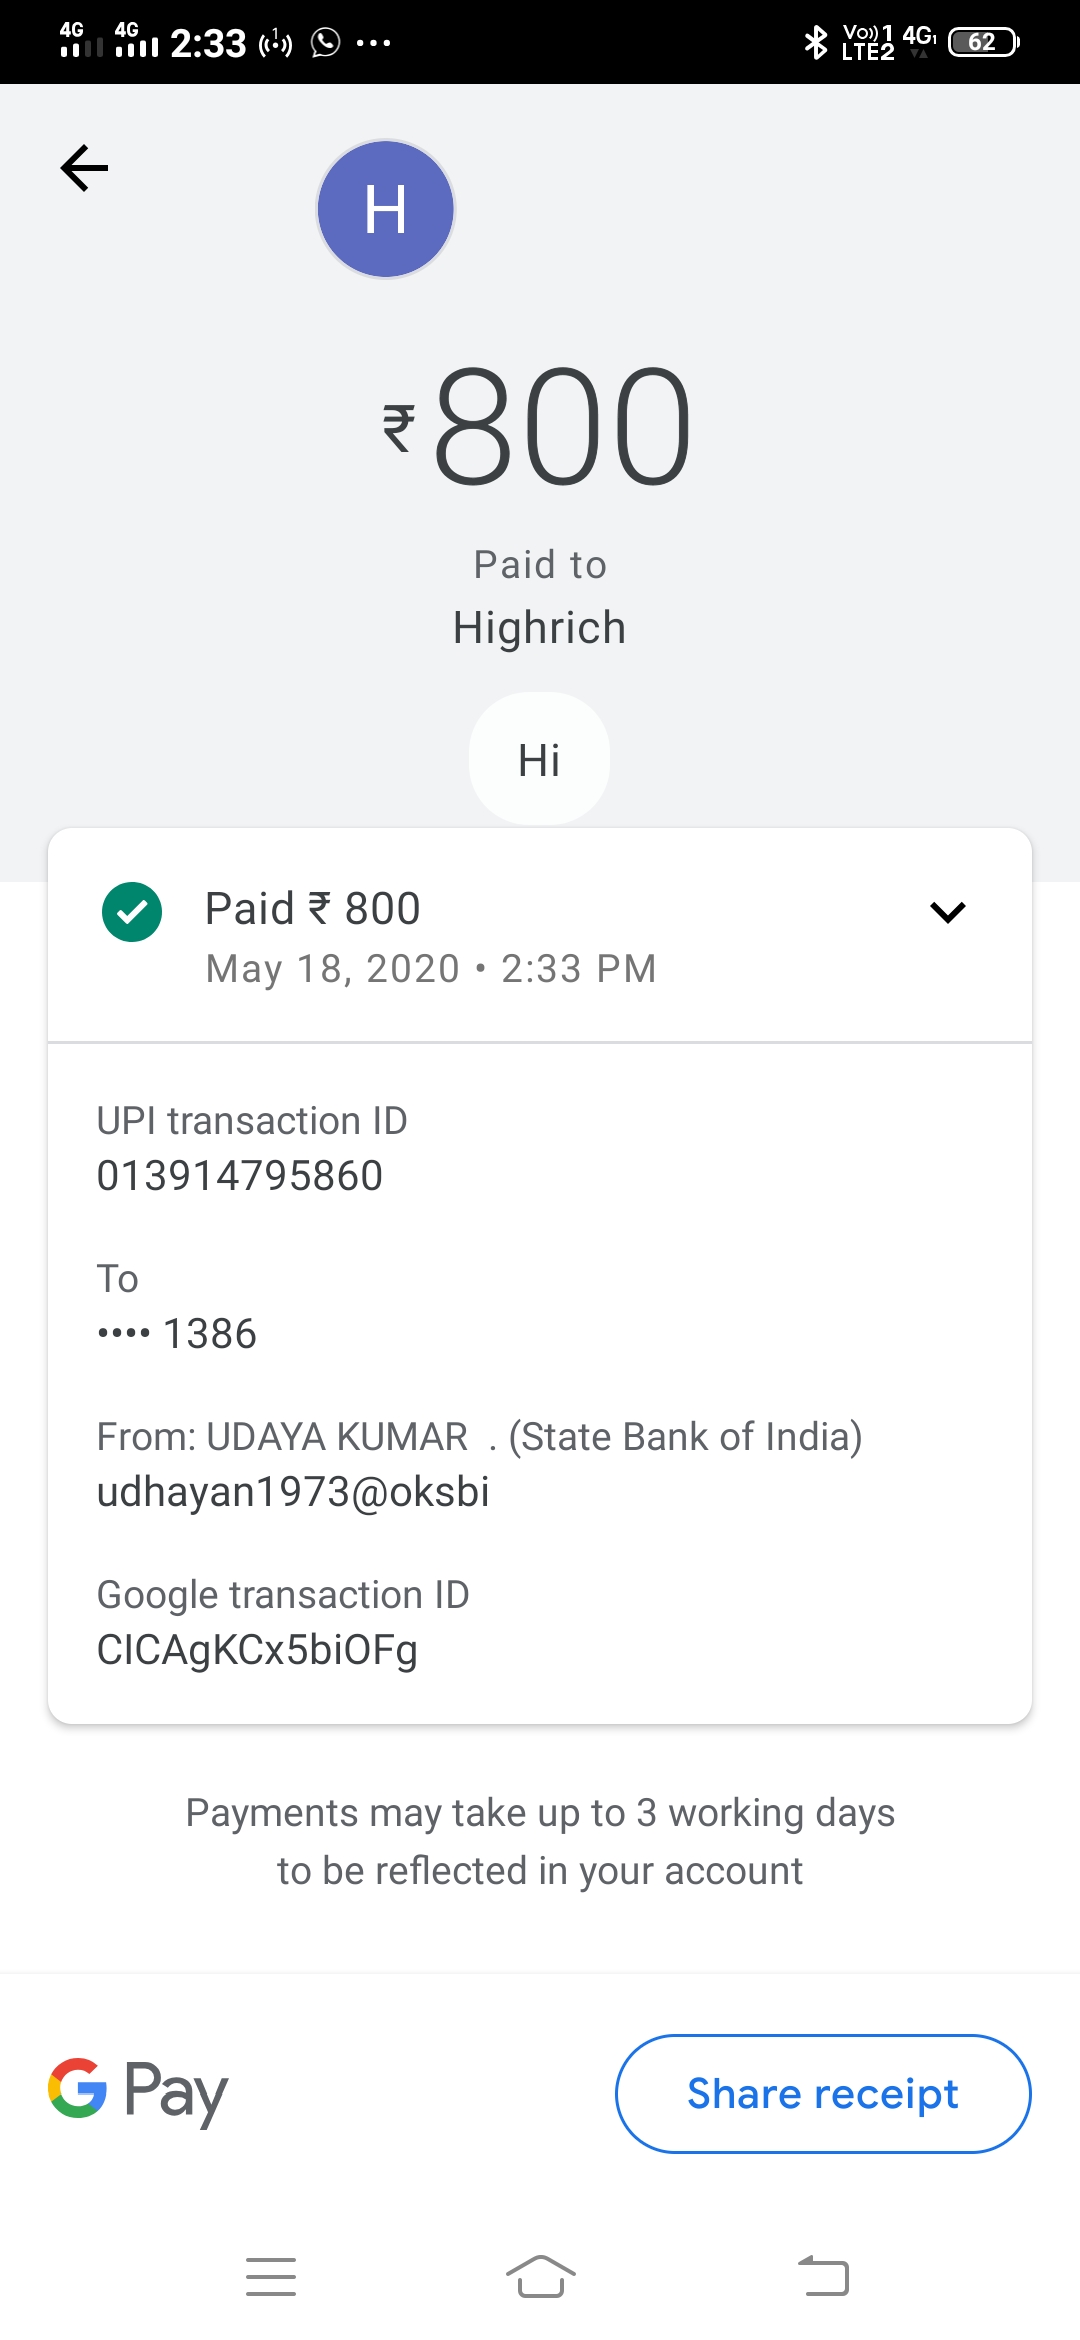 4G 4G 2:33 1 Vo)) 1 LTE2 4G1 62
H
₹800
Paid to
Highrich
Hi
Paid ₹ 800
May 18, 2020 • 2:33 PM
UPI transaction ID
013914795860
To
•••• 1386
From: UDAYA KUMAR . (State Bank of India)
udhayan1973@oksbi
Google transaction ID
CICAgKCx5biOFg
Payments may take up to 3 working days
to be reflected in your account
G Pay
Share receipt